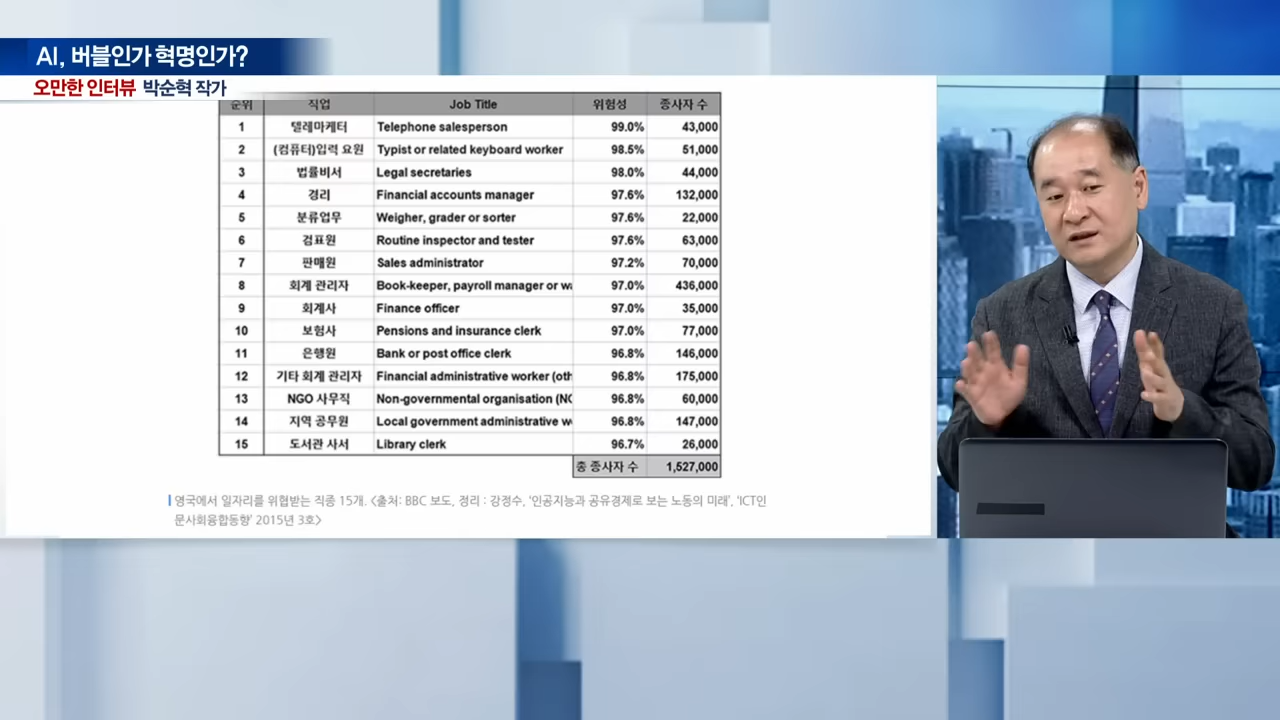 AI, 버블인가 혁명인가?
오만한 인터뷰 박순혁 작가
순위 직업 Job Title 위험성 종사자 수
1 텔레마케터 Telephone salesperson 99.0% 43,000
2 (컴퓨터)입력 요원 Typist or related keyboard worker 98.5% 51,000
3 법률비서 Legal secretaries 98.0% 44,000
4 경리 Financial accounts manager 97.6% 132,000
5 분류업무 Weigher, grader or sorter 97.6% 22,000
6 검표원 Routine inspector and tester 97.6% 63,000
7 판매원 Sales administrator 97.2% 70,000
8 회계 관리자 Book-keeper, payroll manager or wa 97.0% 436,000
9 회계사 Finance officer 97.0% 35,000
10 보험사 Pensions and insurance clerk 97.0% 77,000
11 은행원 Bank or post office clerk 96.8% 146,000
12 기타 회계 관리자 Financial administrative worker (oth 96.8% 175,000
13 NGO 사무직 Non-governmental organisation (NG 96.8% 60,000
14 지역 공무원 Local government administrative w 96.8% 147,000
15 도서관 사서 Library clerk 96.7% 26,000
총 종사자 수 1,527,000
영국에서 일자리를 위협받는 직종 15개. <출처: BBC 보도, 정리 : 강정수, '인공지능과 공유경제로 보는 노동의 미래', 'ICT인
문사회융합동향' 2015년 3호>